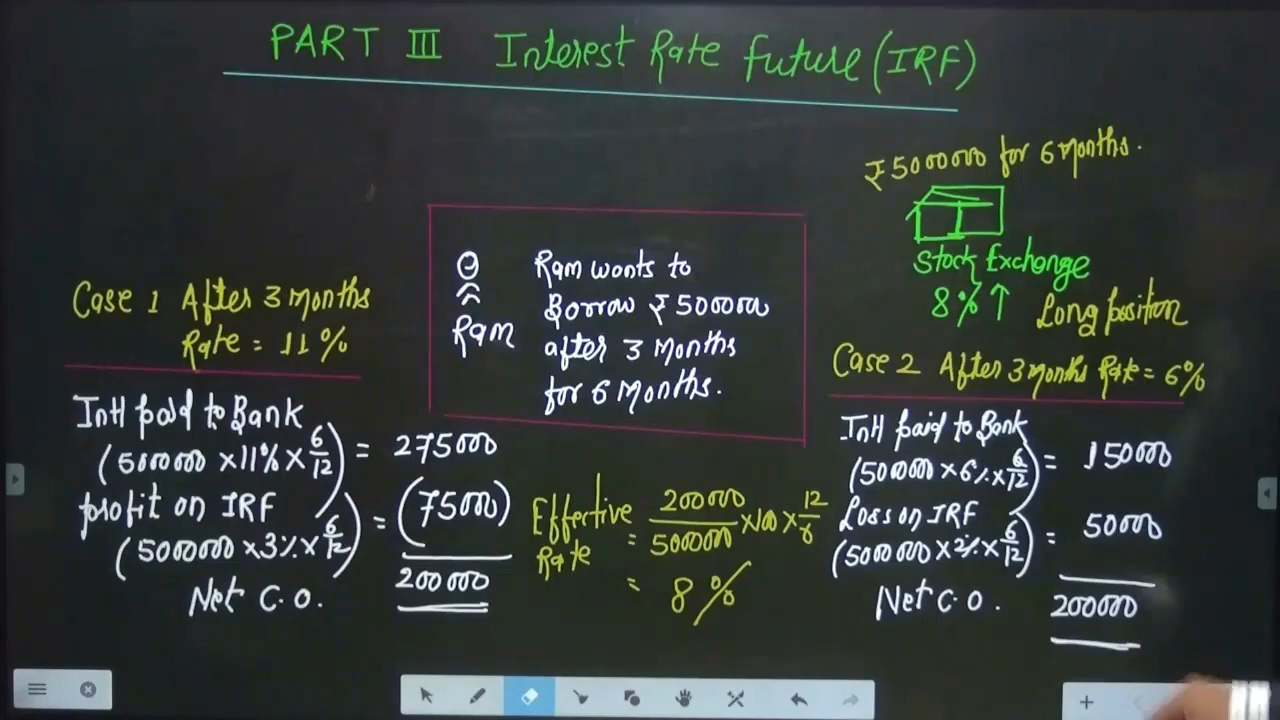 PART III Interest Rate Future (IRF)
₹5000000 for 6 Months.
Stock Exchange
8% ↑ Long position
Ram wants to
Borrow ₹5000000
after 3 Months
for 6 Months.
Ram
Case 1 After 3 months
Rate = 11%
Intt paid to Bank
(5000000 × 11% × 6/12) = 275000
profit on IRF
(5000000 × 3% × 6/12) = (75000)
200000
Net C.O.
Effective Rate = 200000/5000000 × 100 × 12/6
= 8%
Case 2 After 3 months Rate = 6%
Intt paid to Bank
(5000000 × 6% × 6/12) = 150000
Loss on IRF
(5000000 × 2% × 6/12) = 50000
Net C.O. 200000